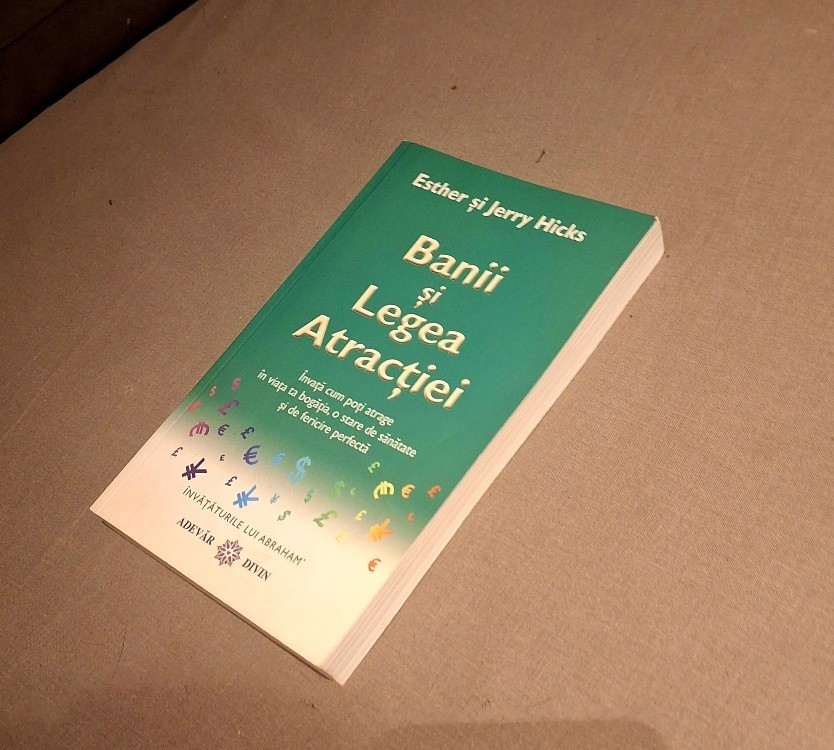 Esther și Jerry Hicks
Banii
și
Legea
Atracției
Învață cum poți atrage
în viața ta bogăția, o stare de sănătate
și de fericire perfectă
ÎNVĂȚĂTURILE LUI ABRAHAM®
ADEVĂR DIVIN